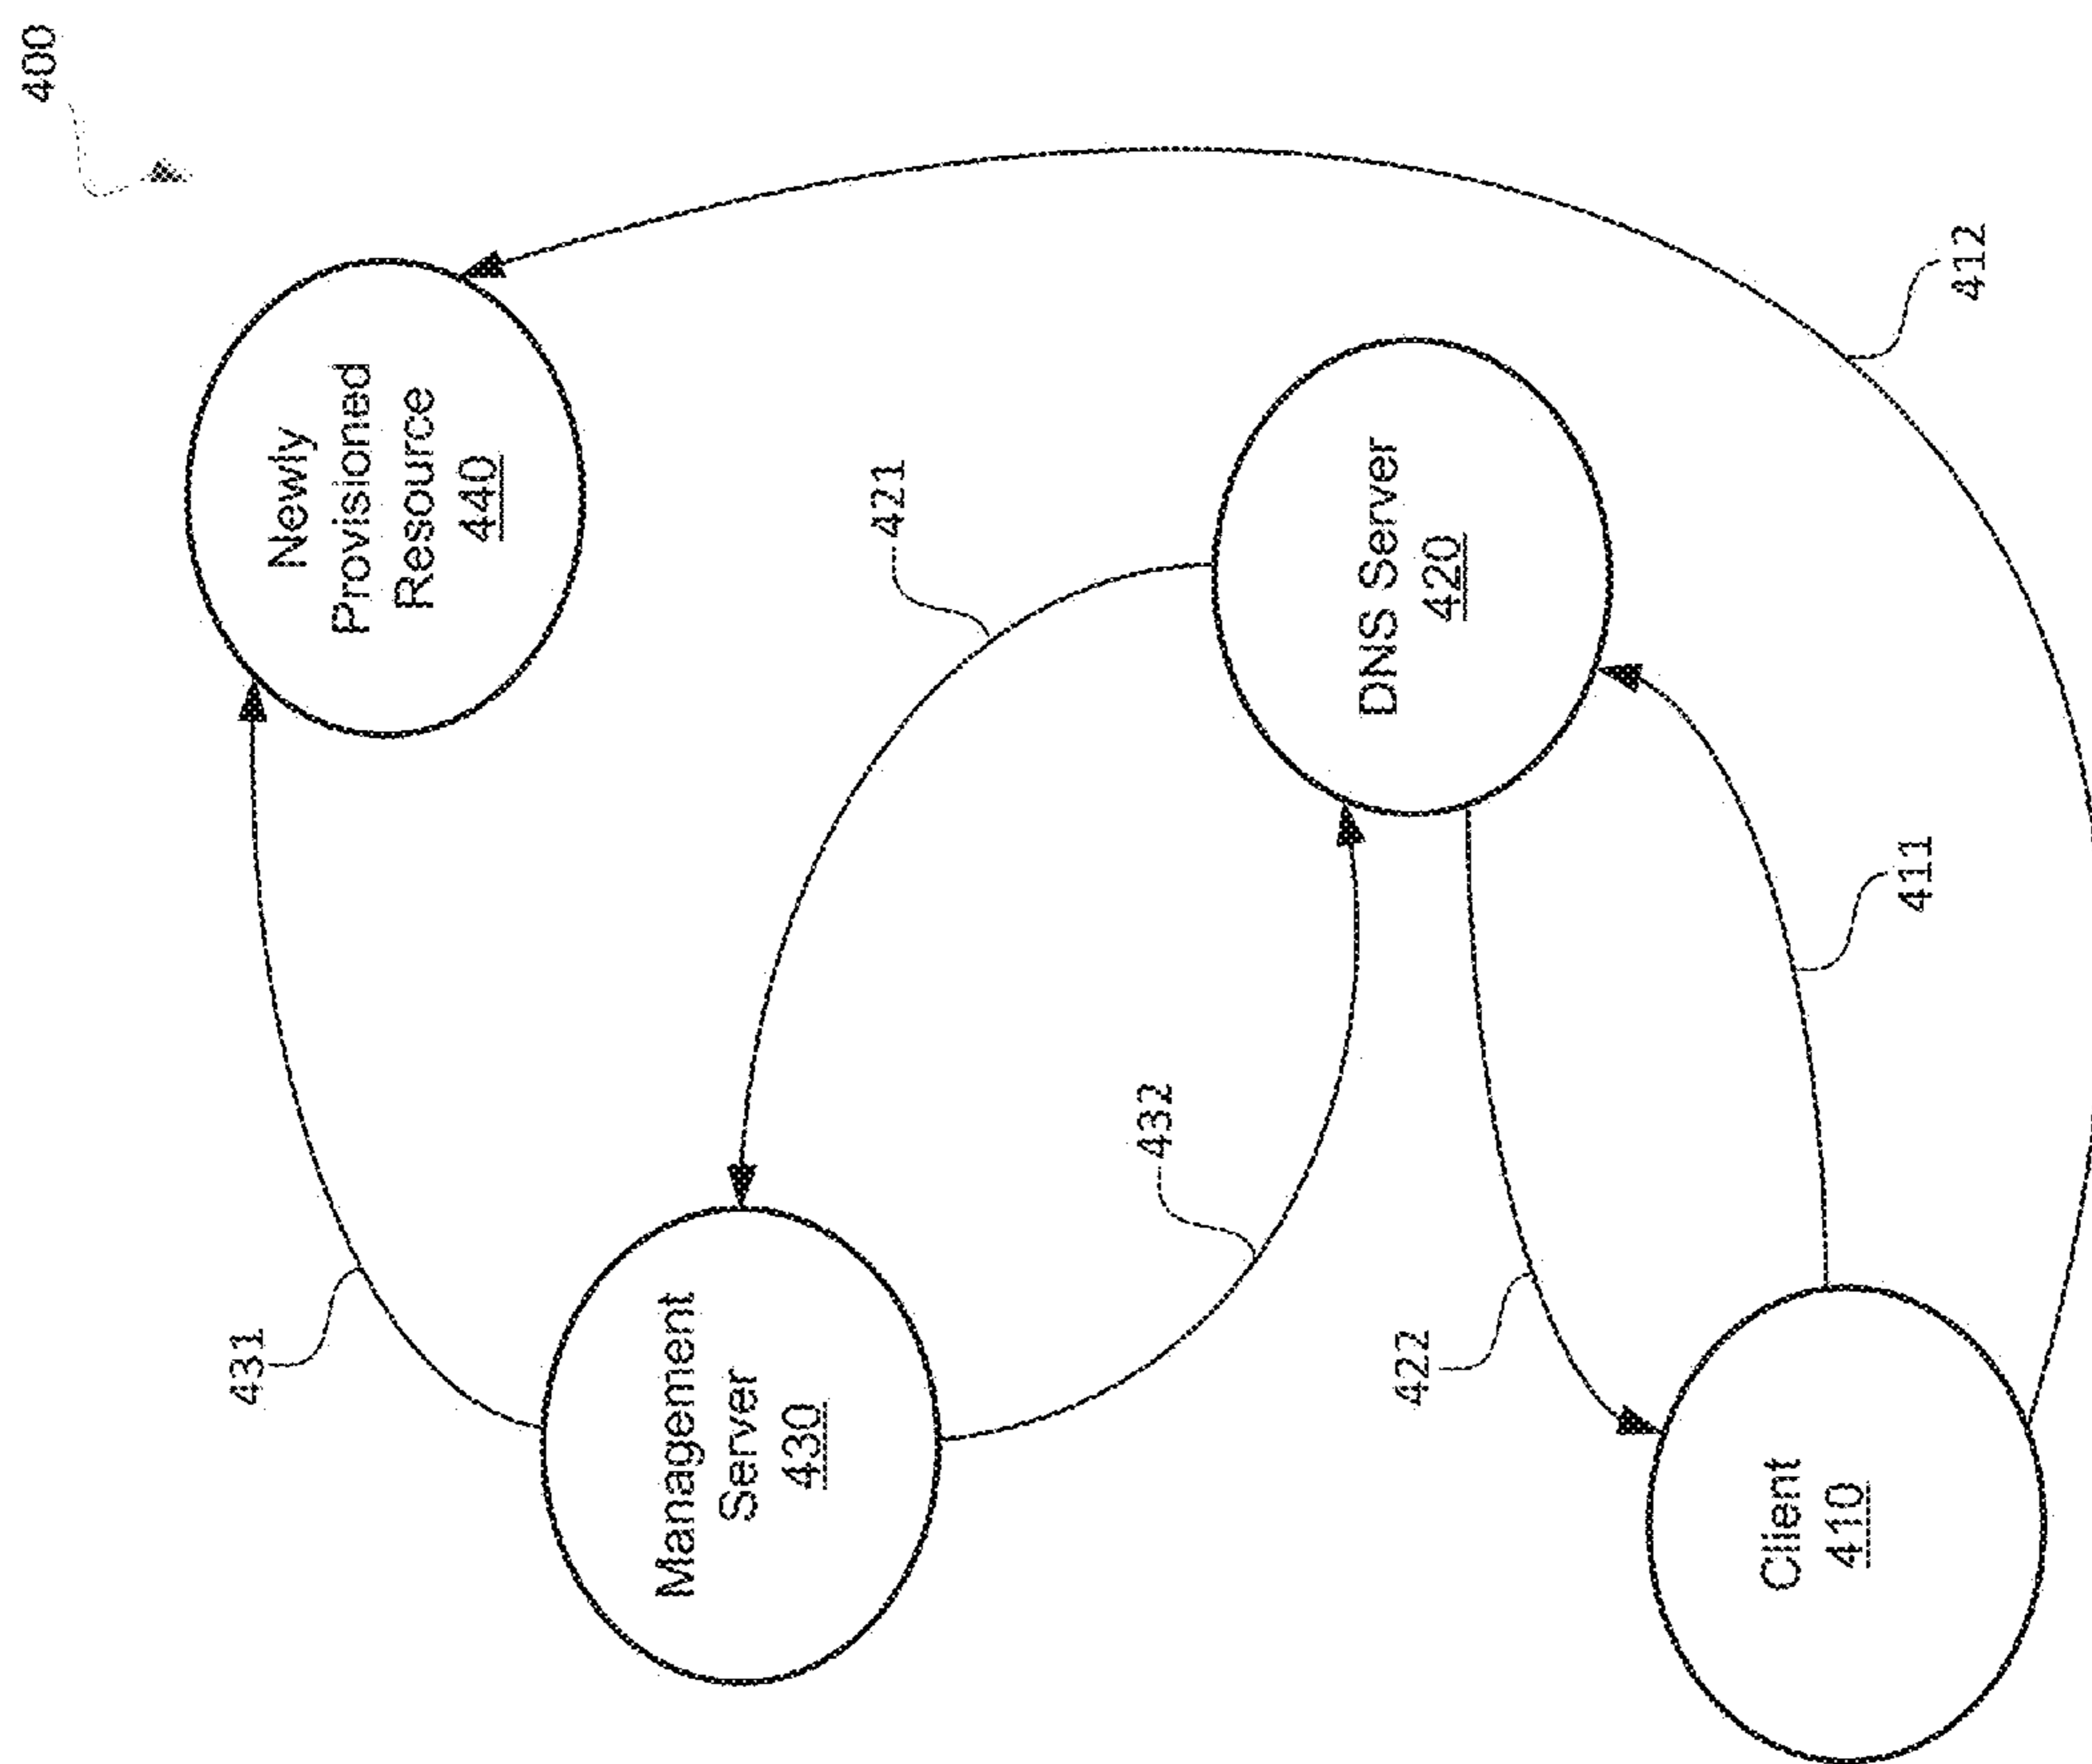 400
Newly
Provisioned
Resource
440
431
421
412
Management
Server
430
432
DNS Server
420
422
411
Client
410